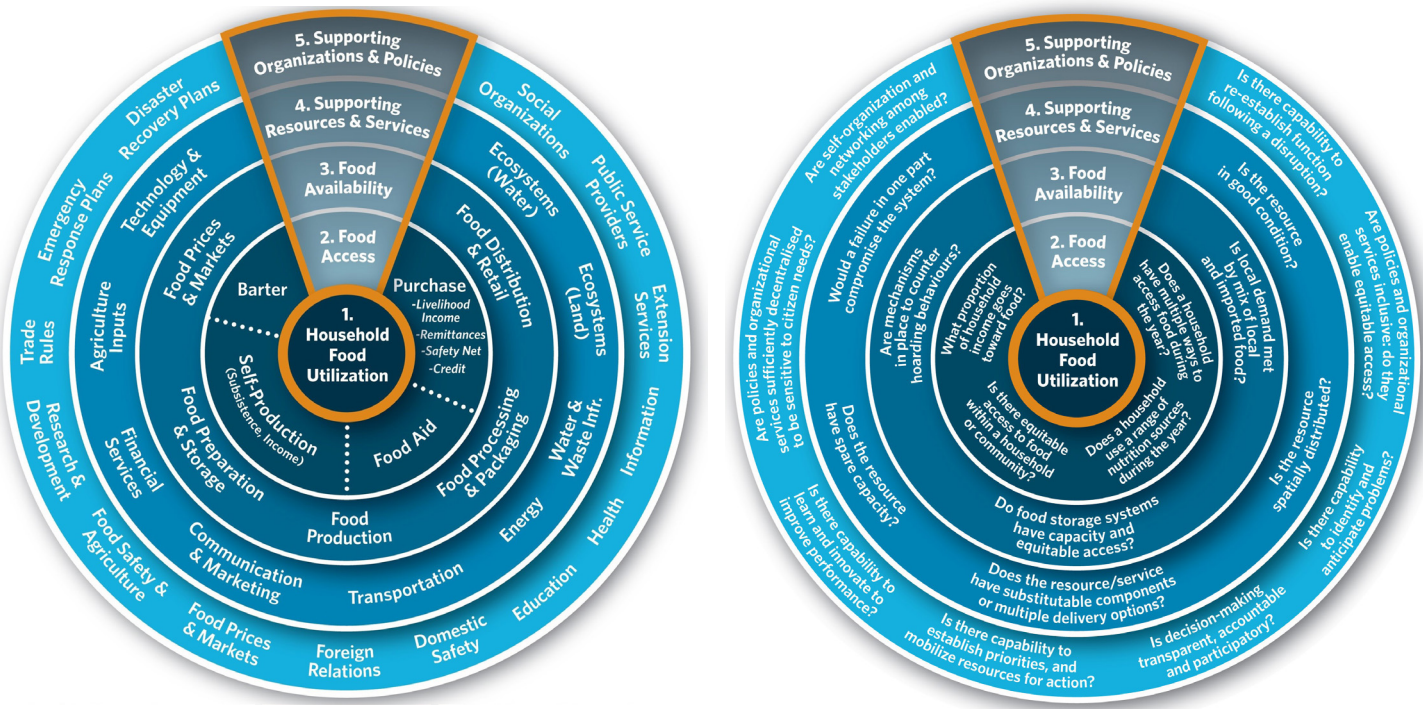 5. Supporting
Organizations & Policies
4. Supporting
Resources & Services
3. Food
Availability
2. Food
Access
1.
Household
Food
Utilization
Barter
Purchase
-Livelihood
Income
-Remittances
-Safety Net
-Credit
Food Aid
Self-Production
(Subsistence, Income)
Food Prices
& Markets
Food Distribution
& Retail
Food Processing
& Packaging
Food
Production
Food Preparation
& Storage
Technology &
Equipment
Ecosystems
(Water)
Ecosystems
(Land)
Water &
Waste Infr.
Energy
Transportation
Communication
& Marketing
Financial
Services
Agriculture
Inputs
Disaster
Recovery Plans
Social
Organizations
Public Service
Providers
Extension
Services
Information
Health
Education
Domestic
Safety
Foreign
Relations
Food Prices
& Markets
Food Safety &
Agriculture
Research &
Development
Trade
Rules
Emergency
Response Plans
5. Supporting
Organizations & Policies
4. Supporting
Resources & Services
3. Food
Availability
2. Food
Access
1.
Household
Food
Utilization
What proportion
of household
income goes
toward food?
Does a household
have multiple ways to
access food during
the year?
Does a household
use a range of
nutrition sources
during the year?
Is there equitable
access to food
within a household
or community?
Are mechanisms
in place to counter
hoarding behaviours?
Is local demand met
by mix of local
and imported food?
Do food storage systems
have capacity and
equitable access?
Would a failure in one part
compromise the system?
Is the resource
in good condition?
Is the resource
spatially distributed?
Does the resource/service
have substitutable components
or multiple delivery options?
Does the resource
have spare capacity?
Are self-organization and
networking among
stakeholders enabled?
Is there capability to
re-establish function
following a disruption?
Are policies and organizational
services inclusive: do they
enable equitable access?
Is there capability
to identify and
anticipate problems?
Is decision-making
transparent, accountable
and participatory?
Is there capability to
establish priorities, and
mobilize resources for action?
Is there capability to
learn and innovate to
improve performance?
Are policies and organizational
services sufficiently decentralised
to be sensitive to citizen needs?